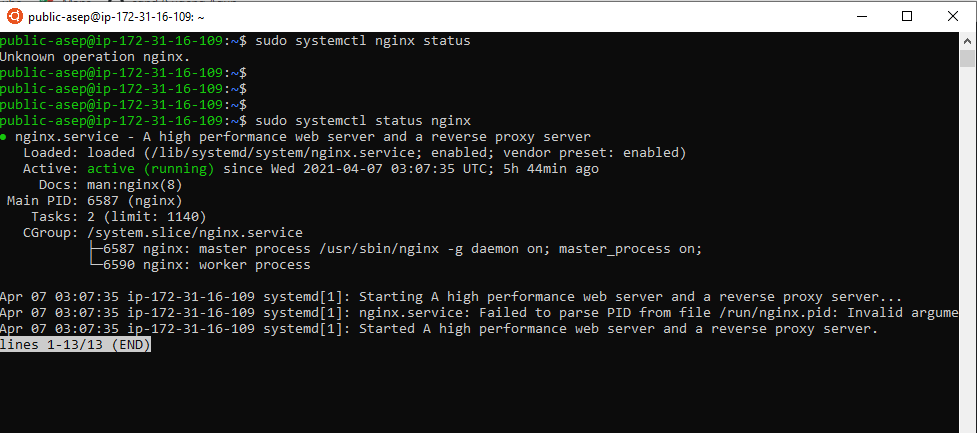 public-asep@ip-172-31-16-109: ~
public-asep@ip-172-31-16-109:~$ sudo systemctl nginx status
Unknown operation nginx.
public-asep@ip-172-31-16-109:~$
public-asep@ip-172-31-16-109:~$
public-asep@ip-172-31-16-109:~$
public-asep@ip-172-31-16-109:~$ sudo systemctl status nginx
● nginx.service - A high performance web server and a reverse proxy server
   Loaded: loaded (/lib/systemd/system/nginx.service; enabled; vendor preset: enabled)
   Active: active (running) since Wed 2021-04-07 03:07:35 UTC; 5h 44min ago
     Docs: man:nginx(8)
 Main PID: 6587 (nginx)
    Tasks: 2 (limit: 1140)
   CGroup: /system.slice/nginx.service
           ├─6587 nginx: master process /usr/sbin/nginx -g daemon on; master_process on;
           └─6590 nginx: worker process
Apr 07 03:07:35 ip-172-31-16-109 systemd[1]: Starting A high performance web server and a reverse proxy server...
Apr 07 03:07:35 ip-172-31-16-109 systemd[1]: nginx.service: Failed to parse PID from file /run/nginx.pid: Invalid argume
Apr 07 03:07:35 ip-172-31-16-109 systemd[1]: Started A high performance web server and a reverse proxy server.
lines 1-13/13 (END)